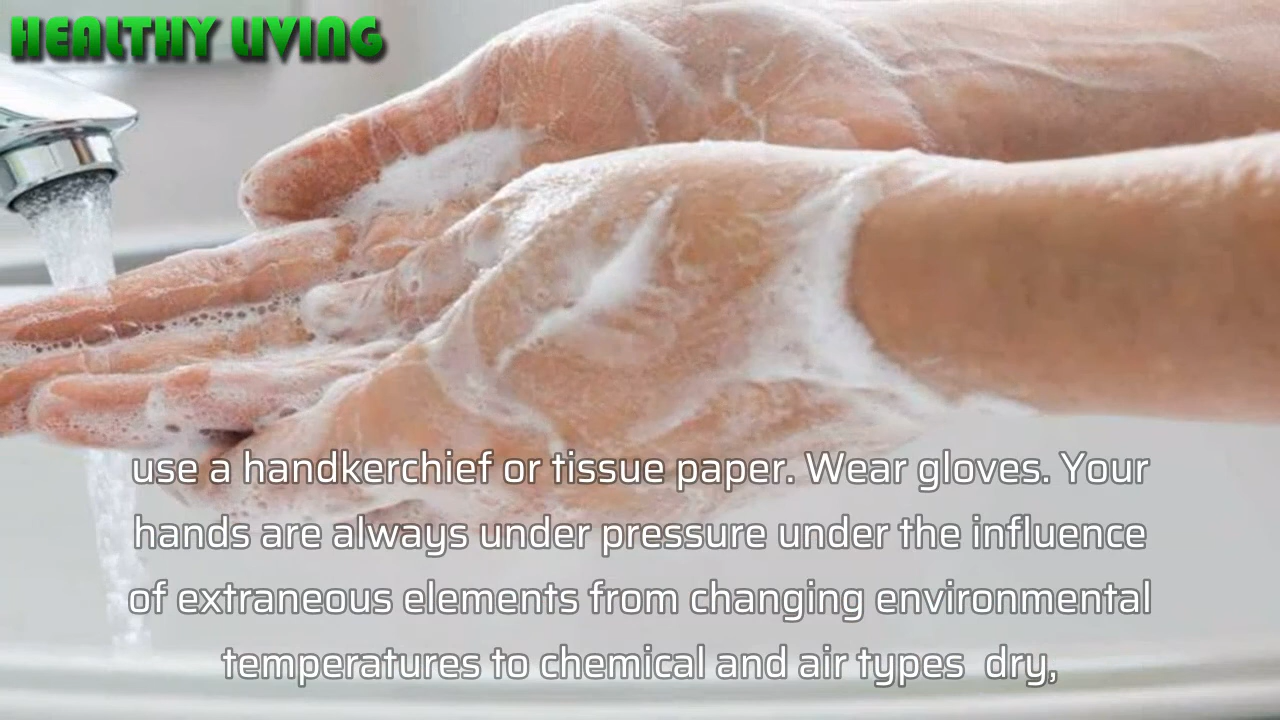 HEALTHY LIVING
use a handkerchief or tissue paper. Wear gloves. Your
hands are always under pressure under the influence
of extraneous elements from changing environmental
temperatures to chemical and air types  dry,